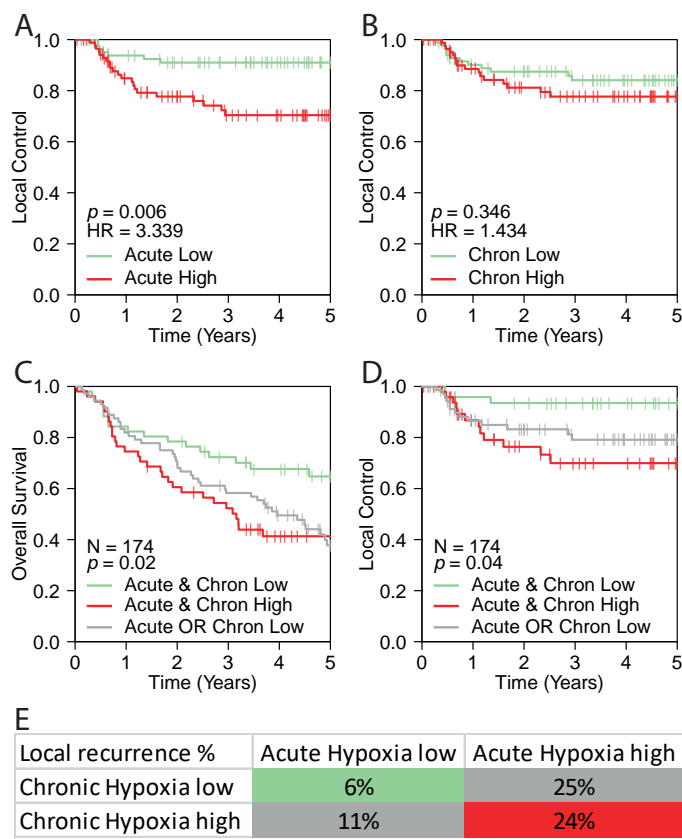 A
1.0
0.8
0.6
0.4
0.2
0.0
Local Control
p = 0.006
HR = 3.339
Acute Low
Acute High
0 1 2 3 4 5
Time (Years)
B
1.0
0.8
0.6
0.4
0.2
0.0
Local Control
p = 0.346
HR = 1.434
Chron Low
Chron High
0 1 2 3 4 5
Time (Years)
C
1.0
0.8
0.6
0.4
0.2
0.0
Overall Survival
N = 174
p = 0.02
Acute & Chron Low
Acute & Chron High
Acute OR Chron Low
0 1 2 3 4 5
Time (Years)
D
1.0
0.8
0.6
0.4
0.2
0.0
Local Control
N = 174
p = 0.04
Acute & Chron Low
Acute & Chron High
Acute OR Chron Low
0 1 2 3 4 5
Time (Years)
E
Local recurrence % Acute Hypoxia low Acute Hypoxia high
Chronic Hypoxia low 6% 25%
Chronic Hypoxia high 11% 24%